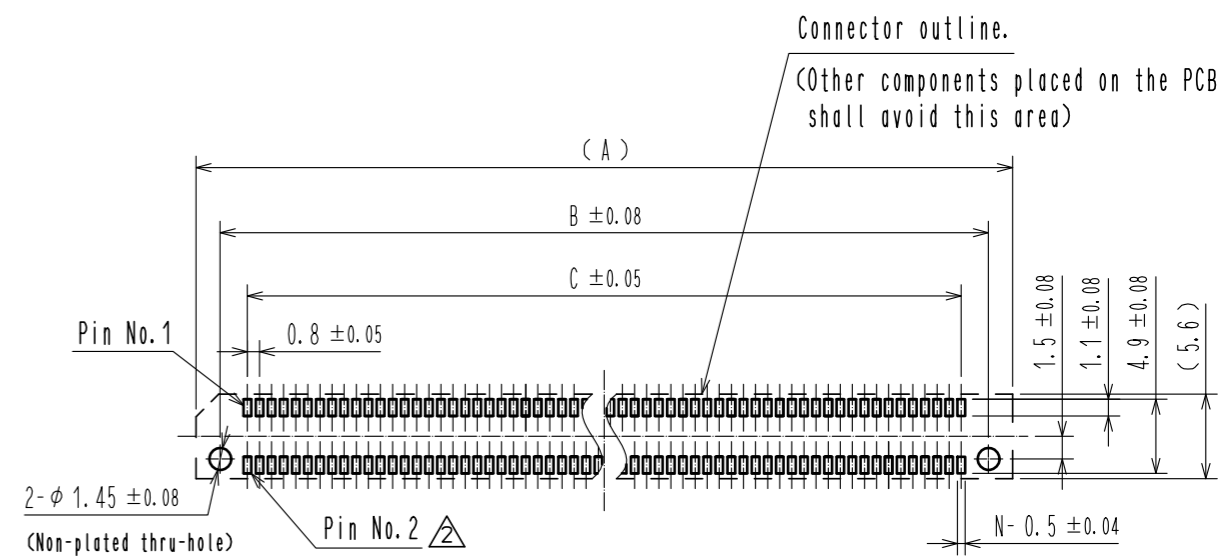 Connector outline.
(Other components placed on the PCB
shall avoid this area)
(A)
B ±0.08
C ±0.05
Pin No.1
0.8 ±0.05
1.5 ±0.08
1.1 ±0.08
4.9 ±0.08
(5.6)
2-φ 1.45 ±0.08
(Non-plated thru-hole)
Pin No.2 2
N- 0.5 ±0.04